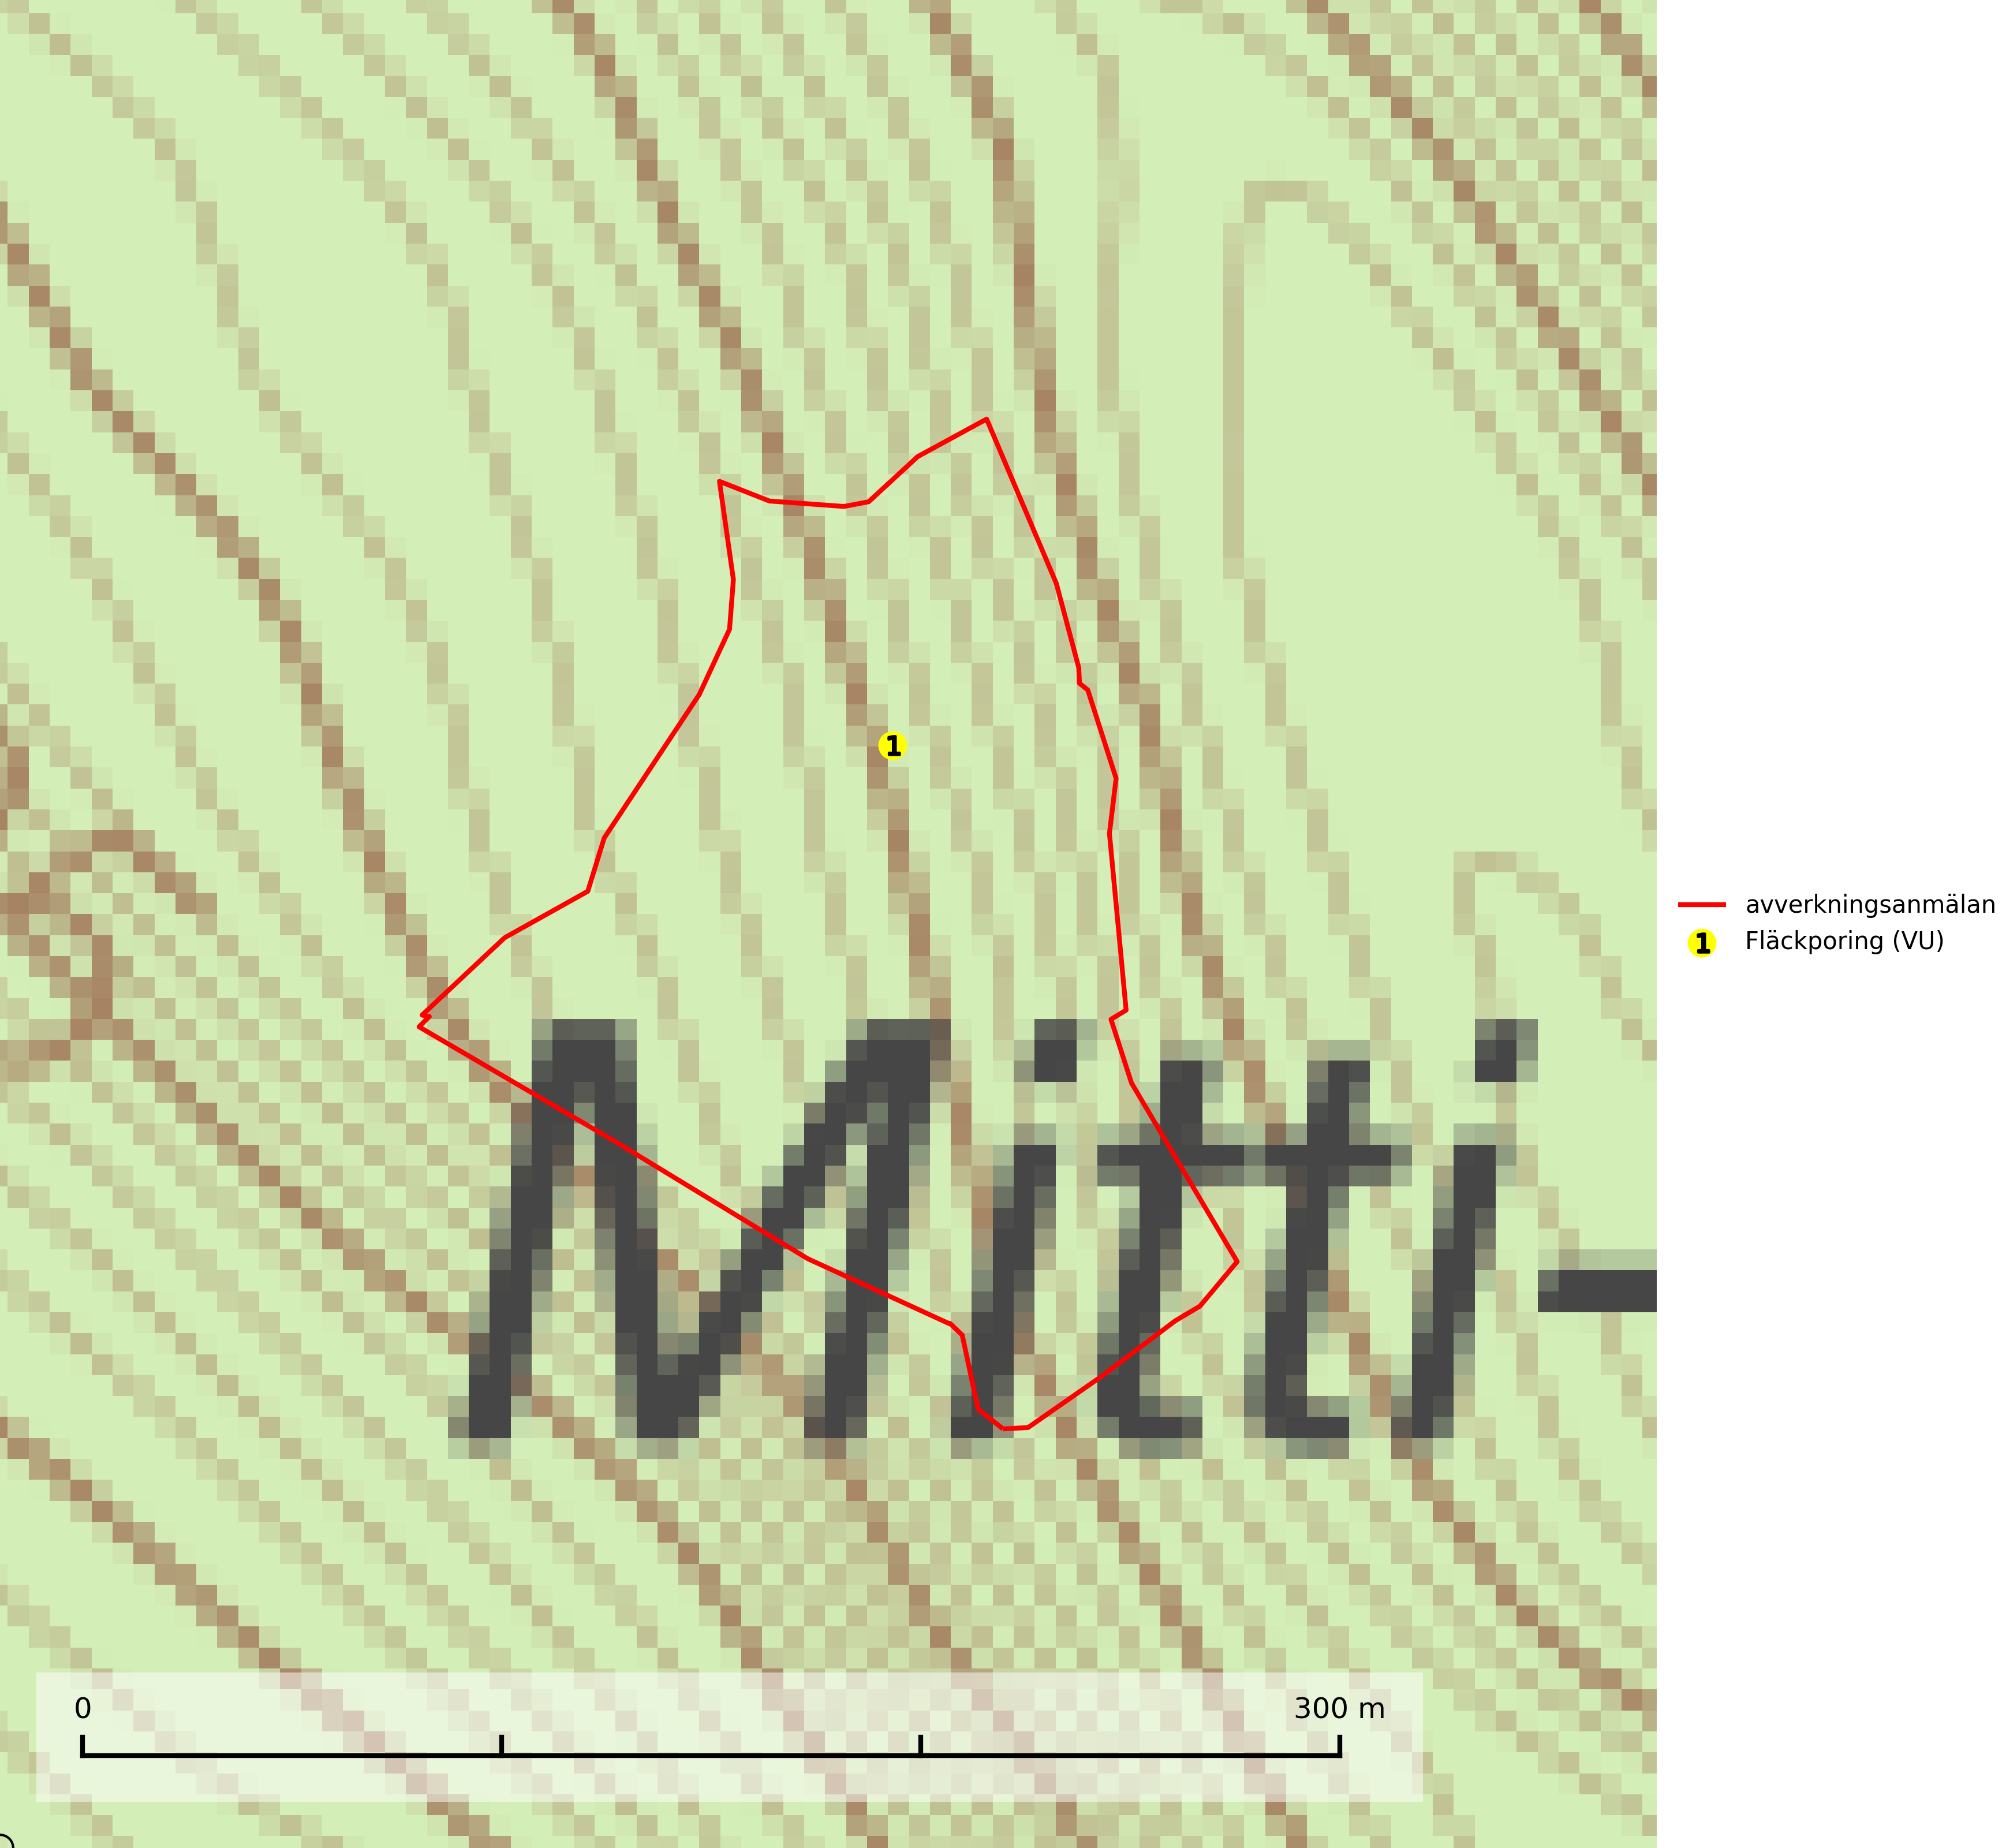 1
Mitti-
avverkningsanmälan
1 Fläckporing (VU)
0 300 m